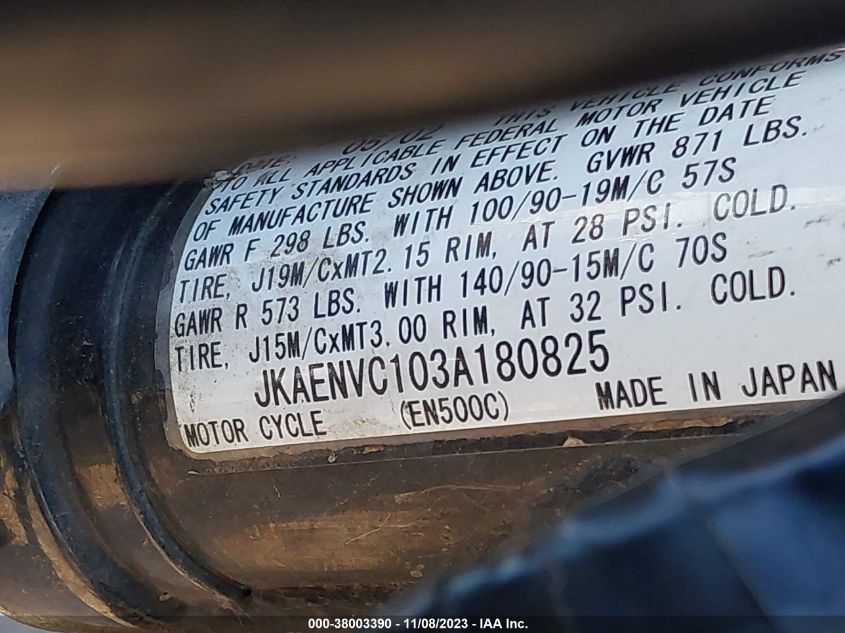 05/02 THIS VEHICLE CONFORMS
TO ALL APPLICABLE FEDERAL MOTOR VEHICLE
SAFETY STANDARDS IN EFFECT ON THE DATE
OF MANUFACTURE SHOWN ABOVE. GVWR 871 LBS.
GAWR F 298 LBS. WITH 100/90-19M/C 57S
TIRE, J19M/CxMT2.15 RIM, AT 28 PSI. COLD.
GAWR R 573 LBS. WITH 140/90-15M/C 70S
TIRE, J15M/CxMT3.00 RIM, AT 32 PSI. COLD.
JKAENVC103A180825
MOTOR CYCLE (EN500C) MADE IN JAPAN
000-38003390 - 11/08/2023 - IAA Inc.